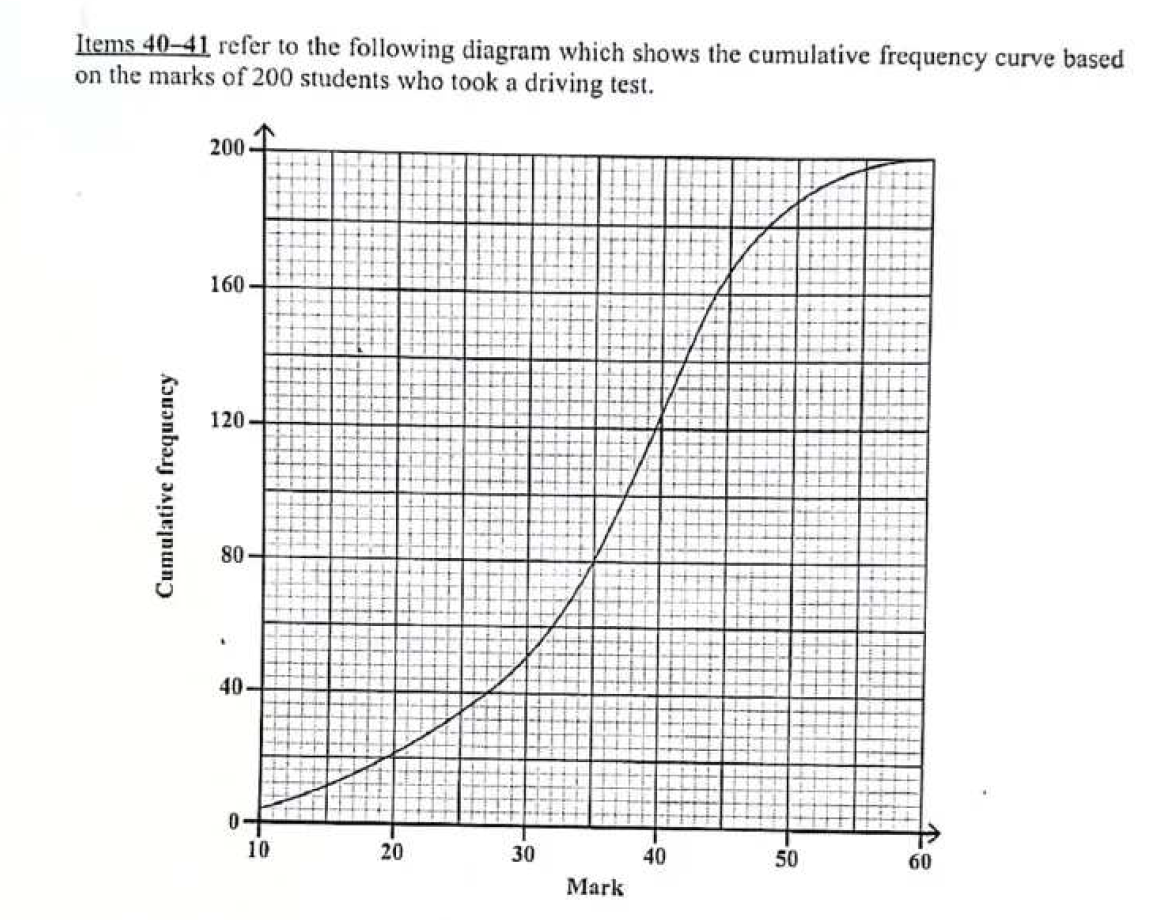 Items 40–41 refer to the following diagram which shows the cumulative frequency curve based
on the marks of 200 students who took a driving test.
200
160
120
80
40
0
Cumulative frequency
10 20 30 40 50 60
Mark